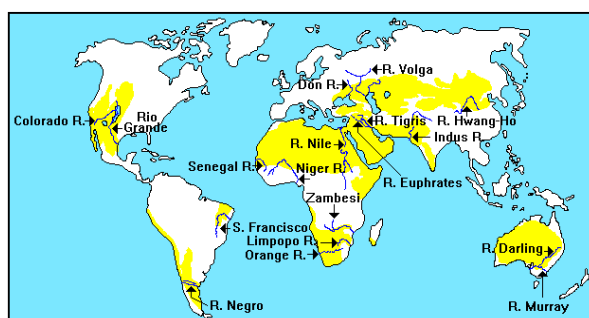 R. Volga
Don R.
Rio
Grande
Colorado R.
R. Tigris
R. Hwang-Ho
Indus R.
R. Nile
Senegal R.
Niger R.
R. Euphrates
Zambesi
S. Francisco
Limpopo R.
Orange R.
R. Darling
R. Negro
R. Murray